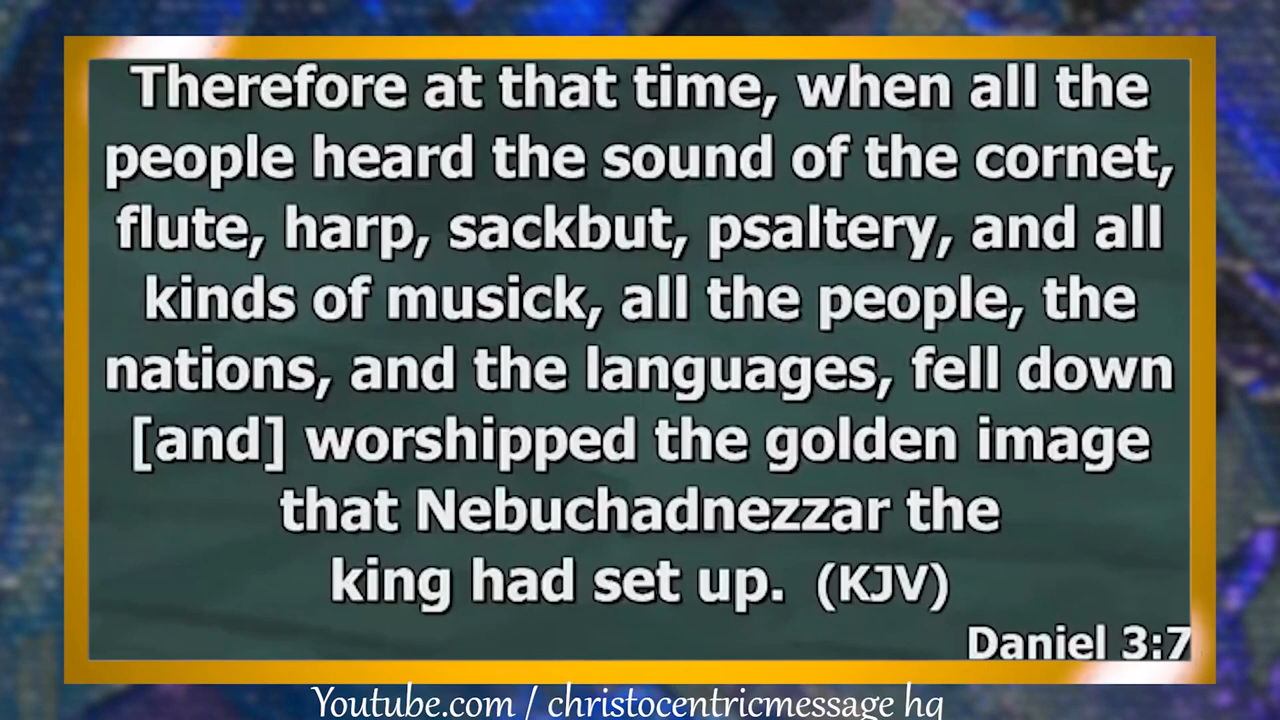 Therefore at that time, when all the
people heard the sound of the cornet,
flute, harp, sackbut, psaltery, and all
kinds of musick, all the people, the
nations, and the languages, fell down
[and] worshipped the golden image
that Nebuchadnezzar the
king had set up. (KJV)
Daniel 3:7
Youtube.com / christocentricmessage hq